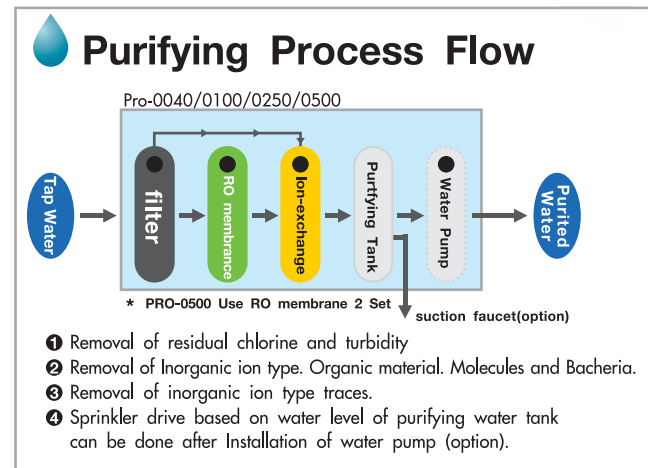 Purifying Process Flow
Pro-0040/0100/0250/0500
Tap Water
filter
RO membrance
Ion-exchange
Purtfying Tank
Water Pump
Purited
Water
* PRO-0500 Use RO membrane 2 Set
suction faucet(option)
❶ Removal of residual chlorine and turbidity
❷ Removal of Inorganic ion type. Organic material. Molecules and Bacheria.
❸ Removal of inorganic ion type traces.
❹ Sprinkler drive based on water level of purifying water tank
can be done after Installation of water pump (option).